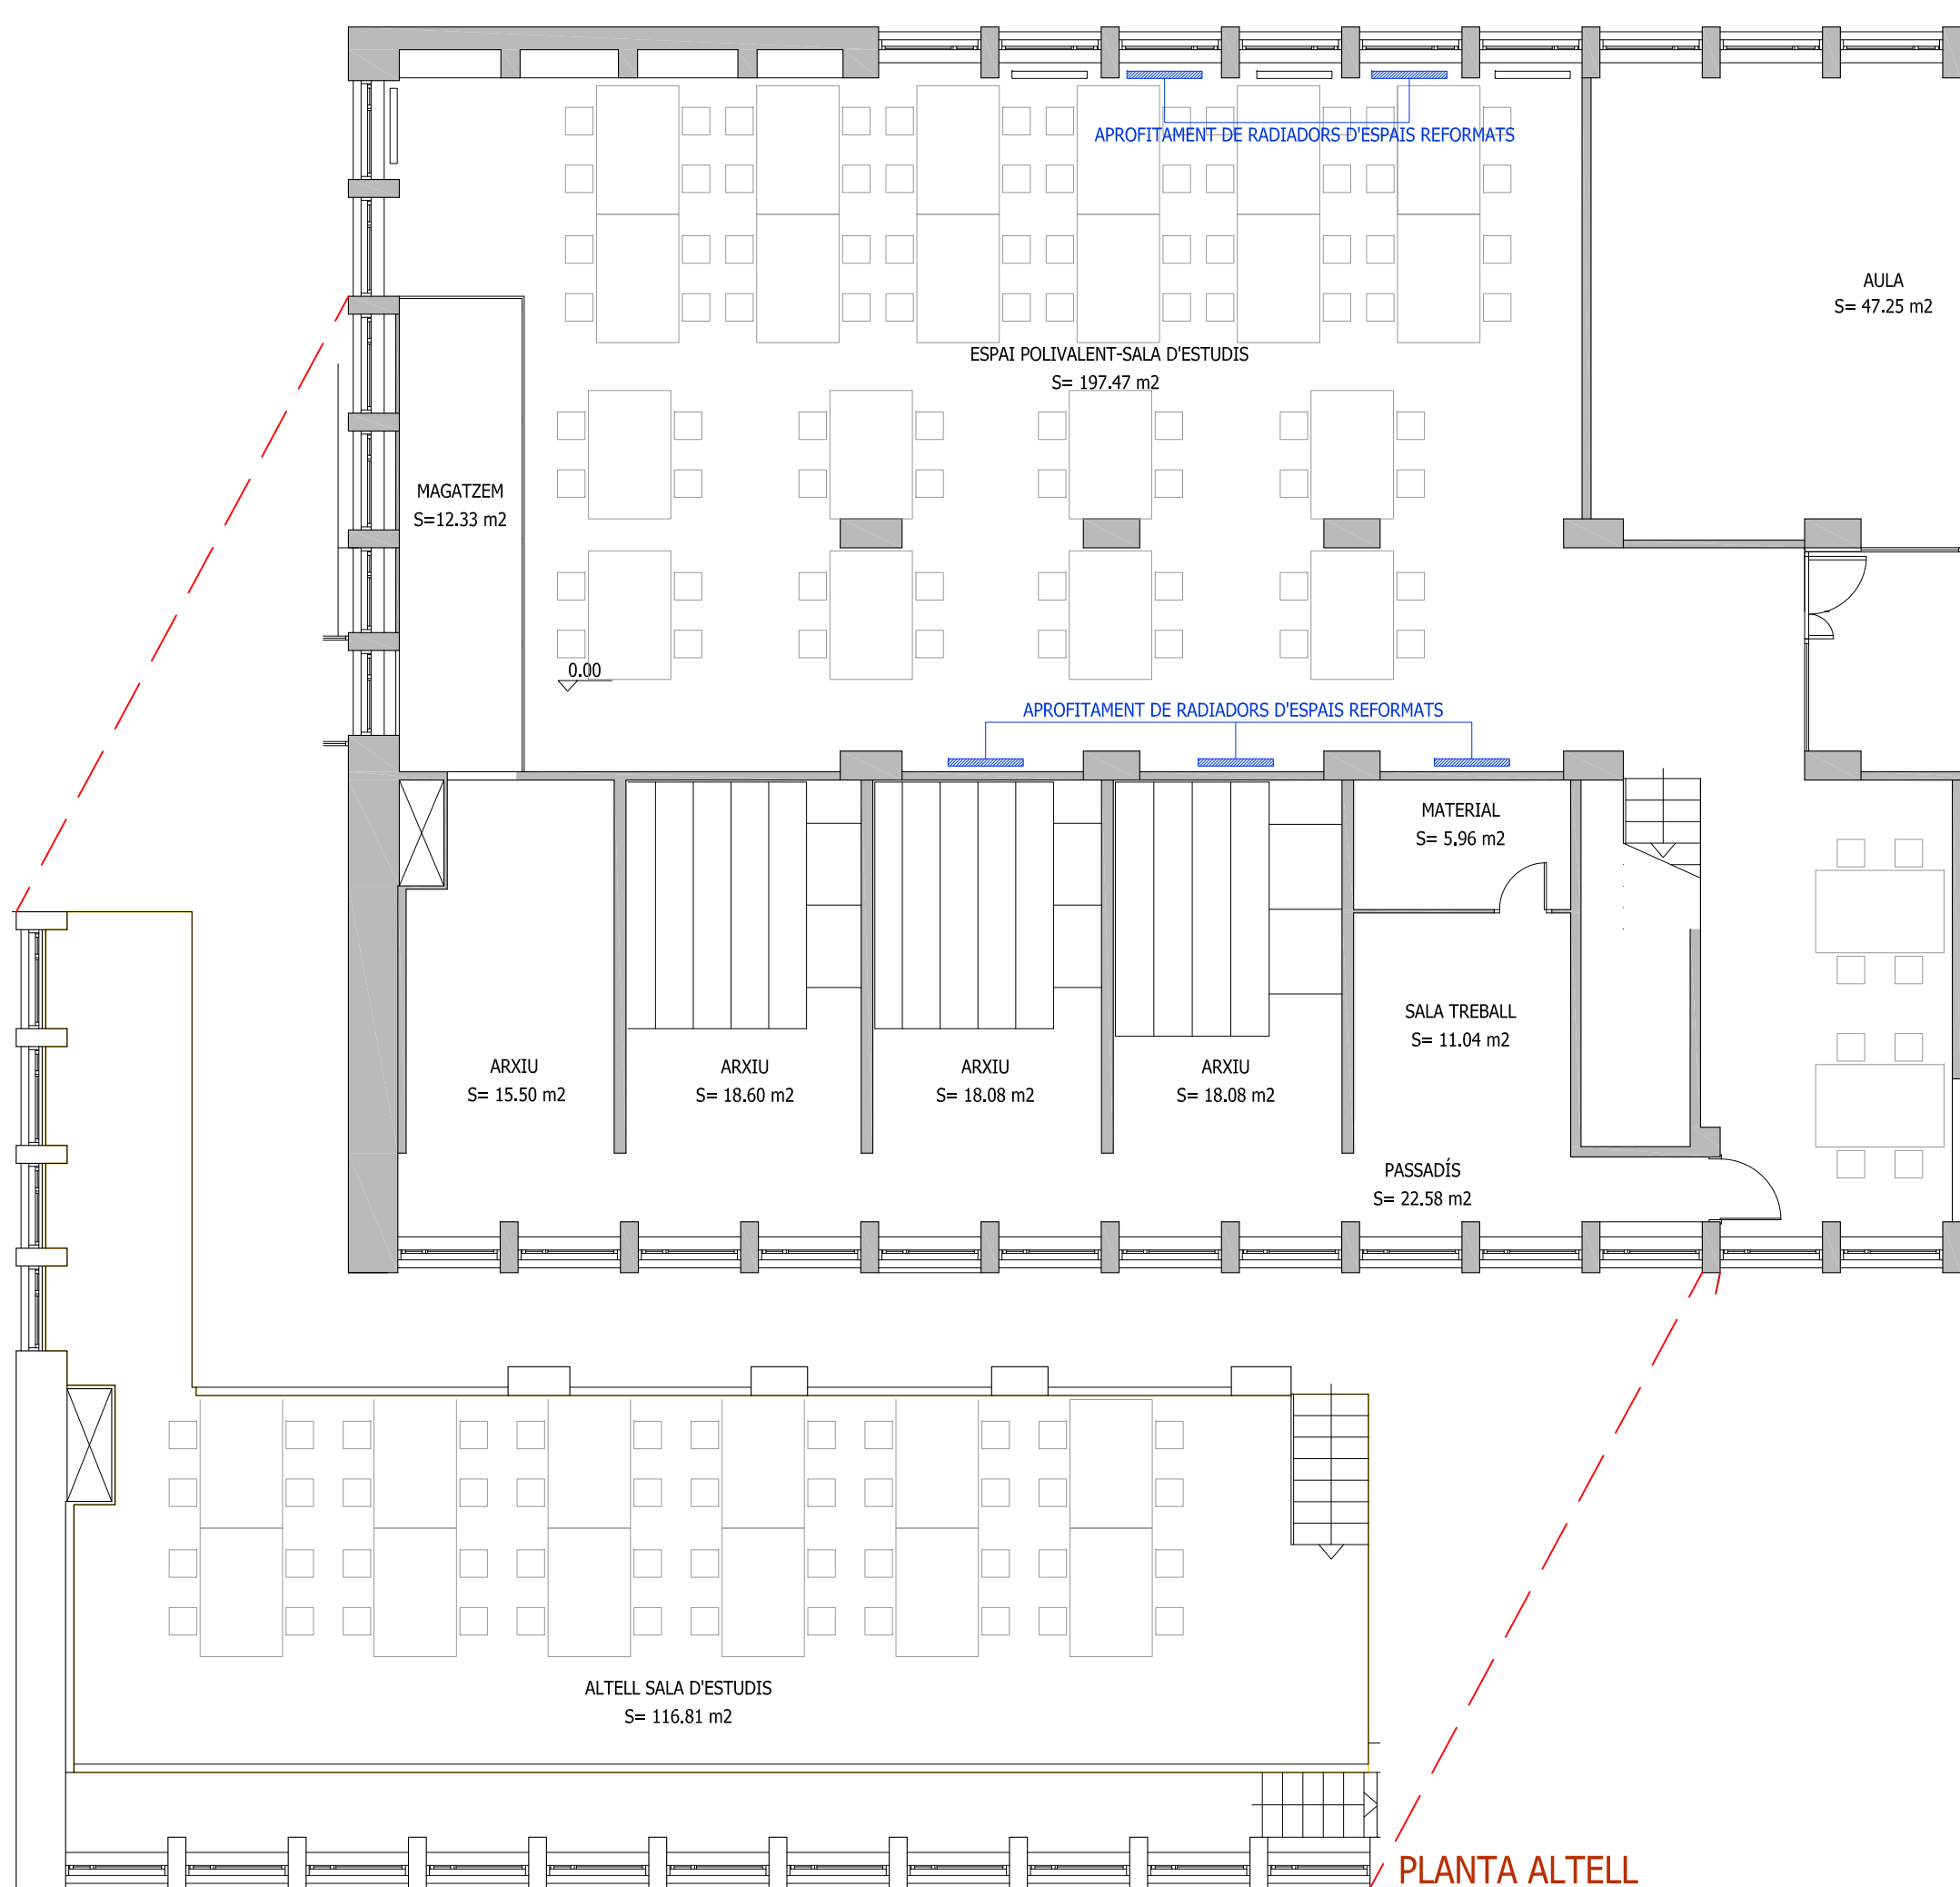 APROFITAMENT DE RADIADORS D'ESPAIS REFORMATS
AULA
S= 47.25 m2
ESPAI POLIVALENT-SALA D'ESTUDIS
S= 197.47 m2
MAGATZEM
S=12.33 m2
0.00
APROFITAMENT DE RADIADORS D'ESPAIS REFORMATS
MATERIAL
S= 5.96 m2
SALA TREBALL
S= 11.04 m2
ARXIU
S= 15.50 m2
ARXIU
S= 18.60 m2
ARXIU
S= 18.08 m2
ARXIU
S= 18.08 m2
PASSADÍS
S= 22.58 m2
ALTELL SALA D'ESTUDIS
S= 116.81 m2
PLANTA ALTELL